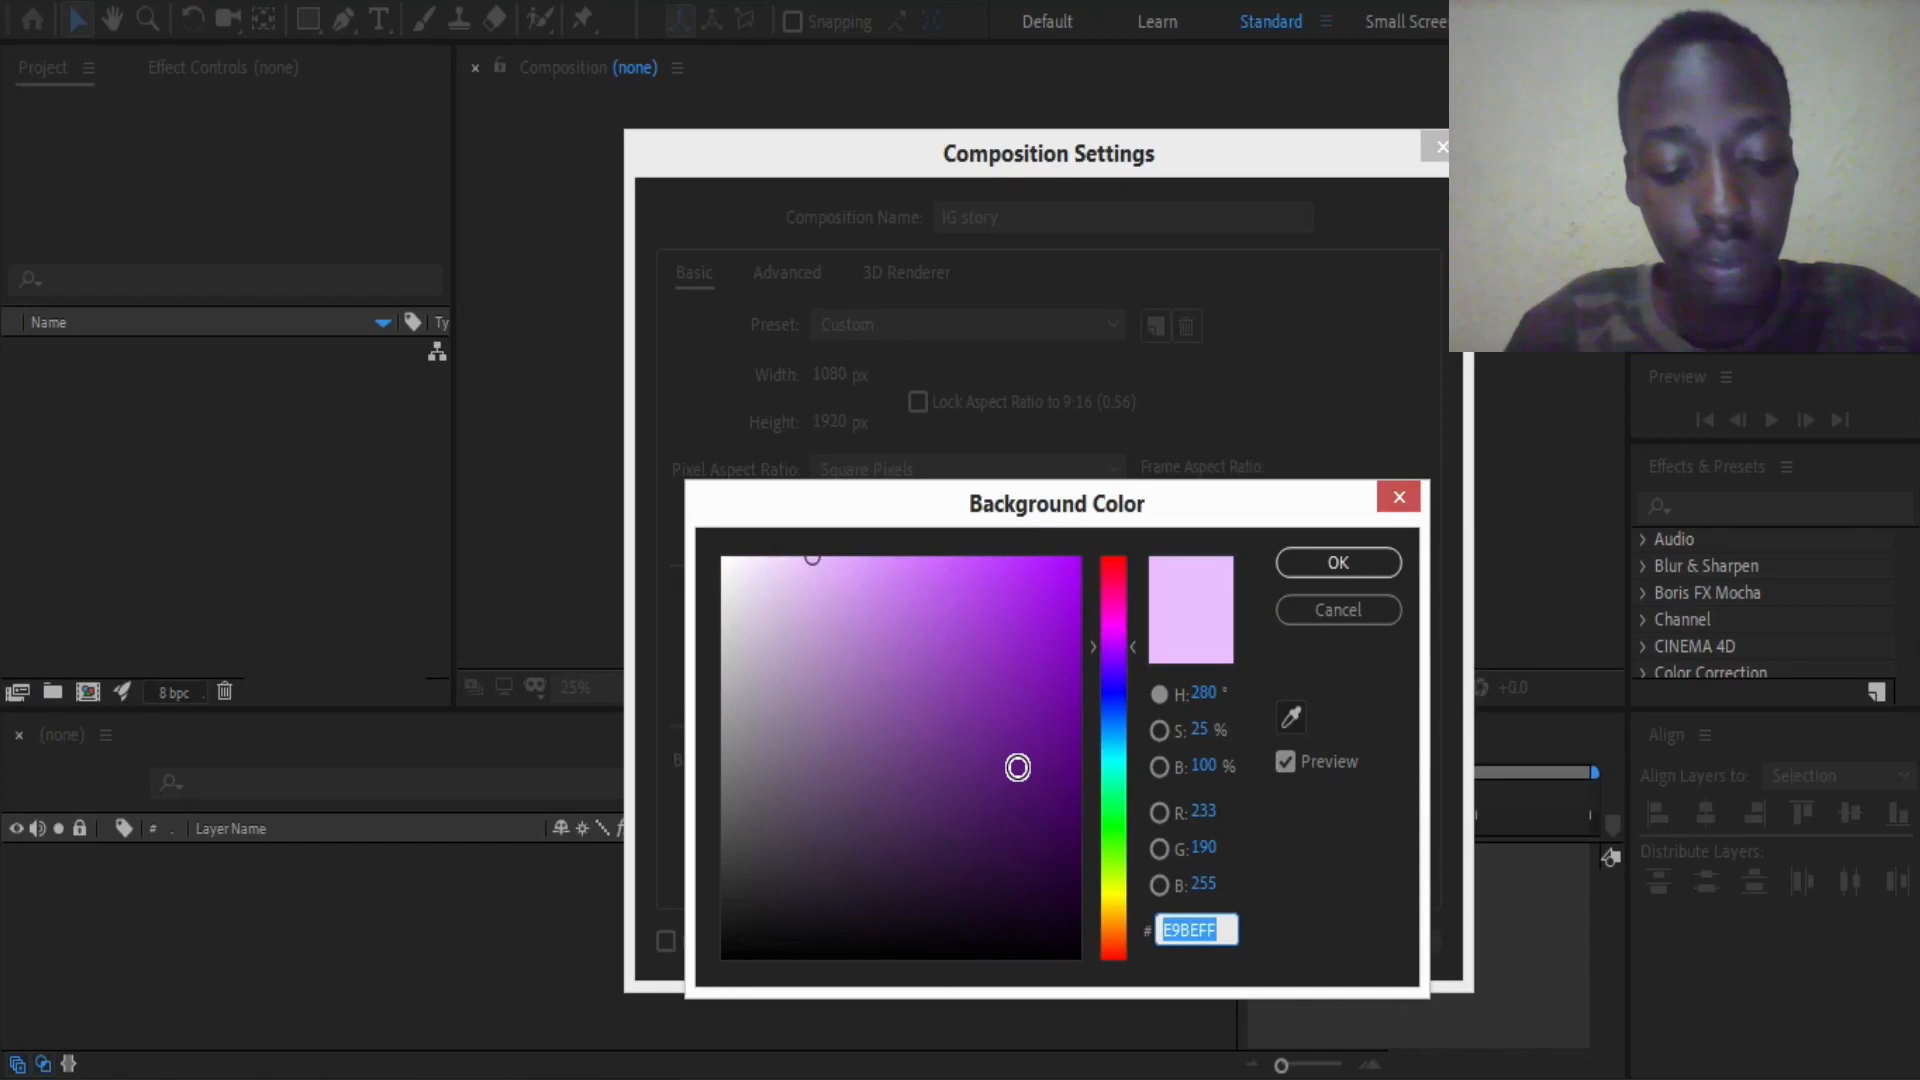 Snapping
Default
Learn
Standard
Small Scree
Project
Effect Controls (none)
Composition (none)
Composition Settings
Composition Name: IG story
Basic
Advanced
3D Renderer
Preset: Custom
Width: 1080 px
Lock Aspect Ratio to 9:16 (0.56)
Height: 1920 px
Pixel Aspect Ratio: Square Pixels
Frame Aspect Ratio:
Name
Ty
8 bpc
25%
+0.0
Background Color
OK
Cancel
H: 280 °
S: 25 %
B: 100 %
Preview
R: 233
G: 190
B: 255
# E9BEFF
B
(none)
# .
Layer Name
Preview
Effects & Presets
Audio
Blur & Sharpen
Boris FX Mocha
Channel
CINEMA 4D
Color Correction
Align
Align Layers to: Selection
Distribute Layers: